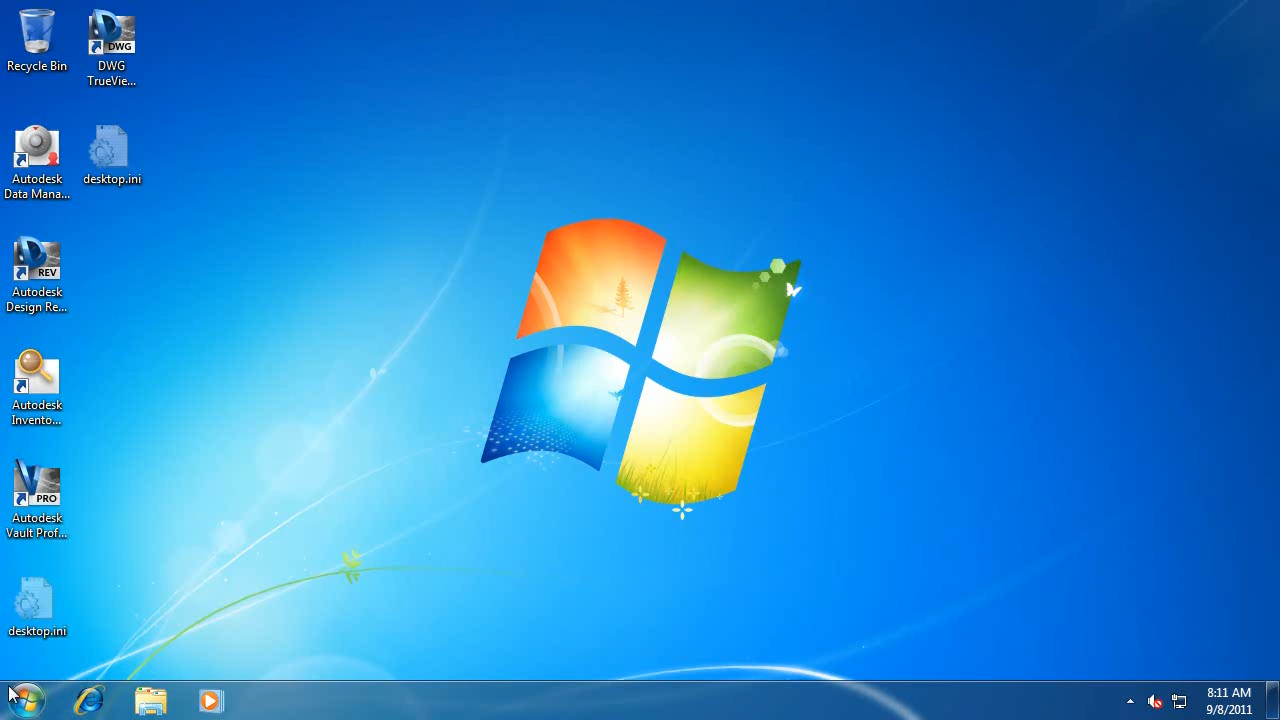 Recycle Bin
DWG
DWG
TrueVie...
Autodesk
Data Mana...
desktop.ini
REV
Autodesk
Design Re...
Autodesk
Invento...
PRO
Autodesk
Vault Prof...
desktop.ini
8:11 AM
9/8/2011